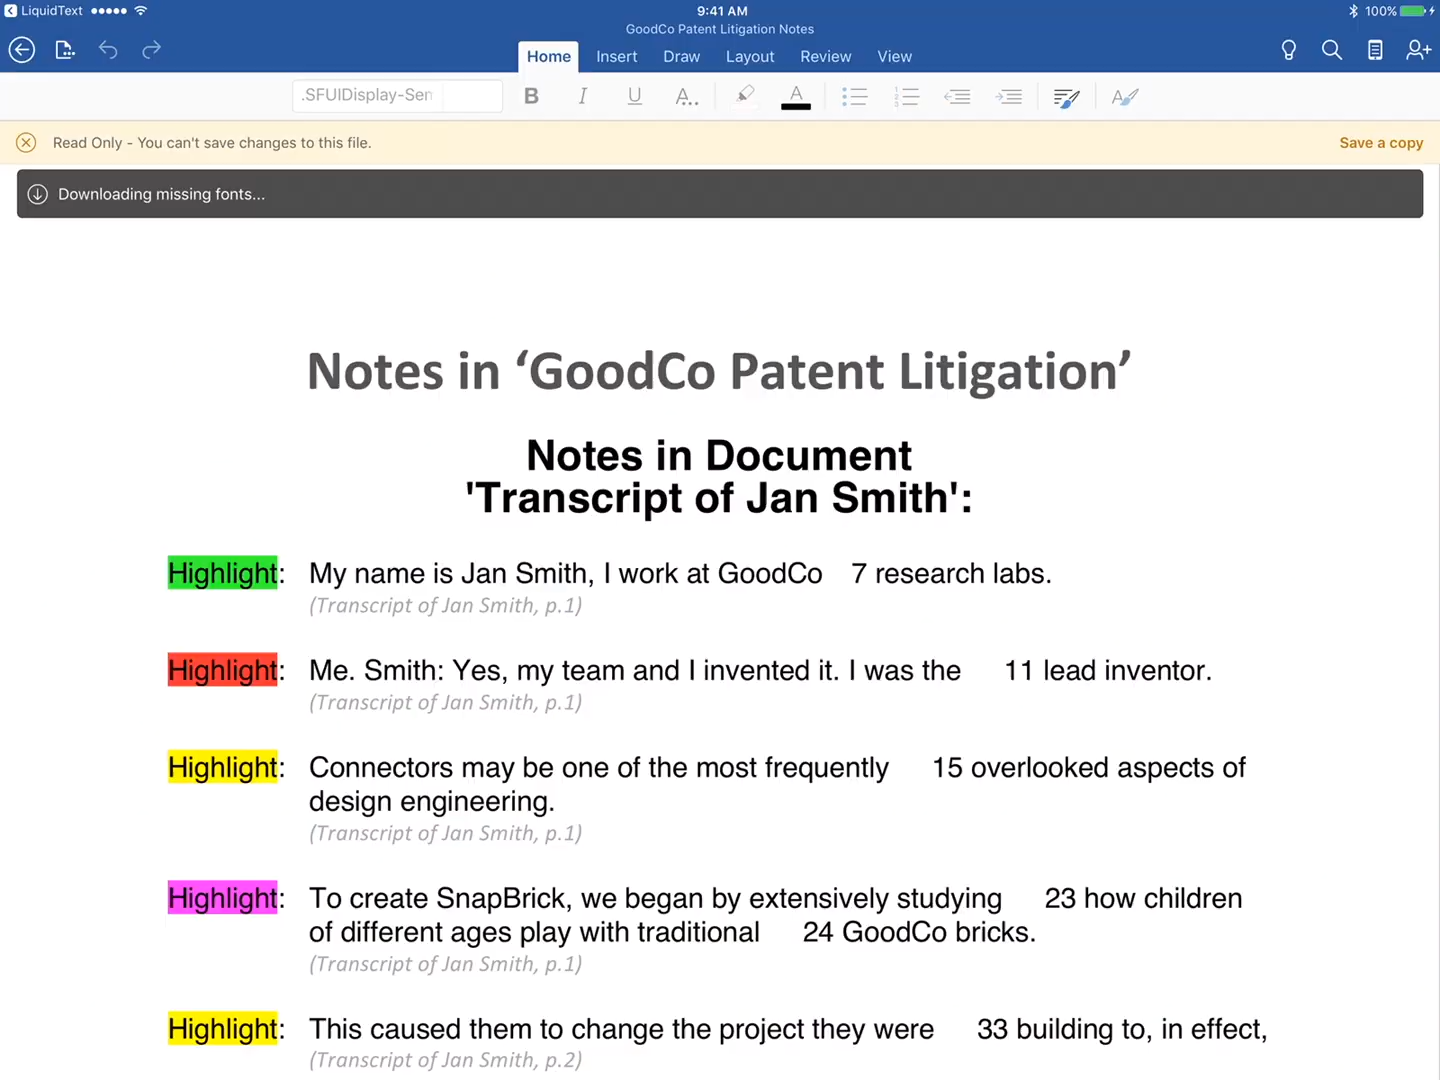 LiquidText
9:41 AM
100%
GoodCo Patent Litigation Notes
Home Insert Draw Layout Review View
.SFUIDisplay-Sem
B I U A.. A
Read Only - You can't save changes to this file.
Save a copy
Downloading missing fonts...
Notes in ‘GoodCo Patent Litigation’
Notes in Document
'Transcript of Jan Smith':
Highlight: My name is Jan Smith, I work at GoodCo 7 research labs.
(Transcript of Jan Smith, p.1)
Highlight: Me. Smith: Yes, my team and I invented it. I was the 11 lead inventor.
(Transcript of Jan Smith, p.1)
Highlight: Connectors may be one of the most frequently 15 overlooked aspects of
design engineering.
(Transcript of Jan Smith, p.1)
Highlight: To create SnapBrick, we began by extensively studying 23 how children
of different ages play with traditional 24 GoodCo bricks.
(Transcript of Jan Smith, p.1)
Highlight: This caused them to change the project they were 33 building to, in effect,
(Transcript of Jan Smith, p.2)